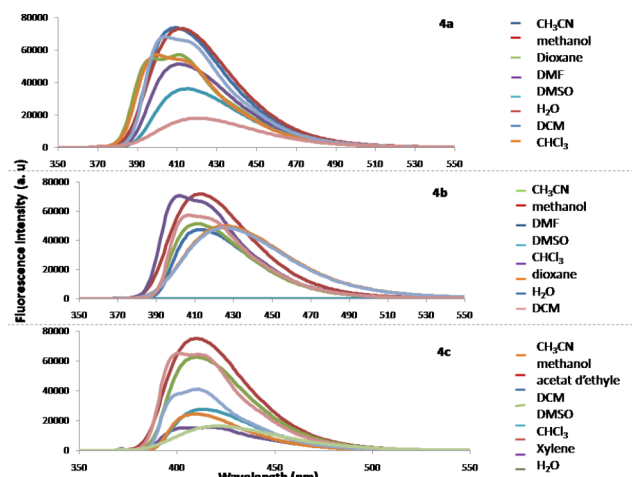 4a
80000
60000
40000
20000
0
350 370 390 410 430 450 470 490 510 530 550
CH₃CN
methanol
Dioxane
DMF
DMSO
H₂O
DCM
CHCl₃
Fluorescence Intensity (a. u)
4b
80000
60000
40000
20000
0
350 370 390 410 430 450 470 490 510 530 550
CH₃CN
methanol
DMF
DMSO
CHCl₃
dioxane
H₂O
DCM
4c
80000
60000
40000
20000
0
350 400 450 500 550
Wavelength (nm)
CH₃CN
methanol
acetat d'ethyle
DCM
DMSO
CHCl₃
Xylene
H₂O